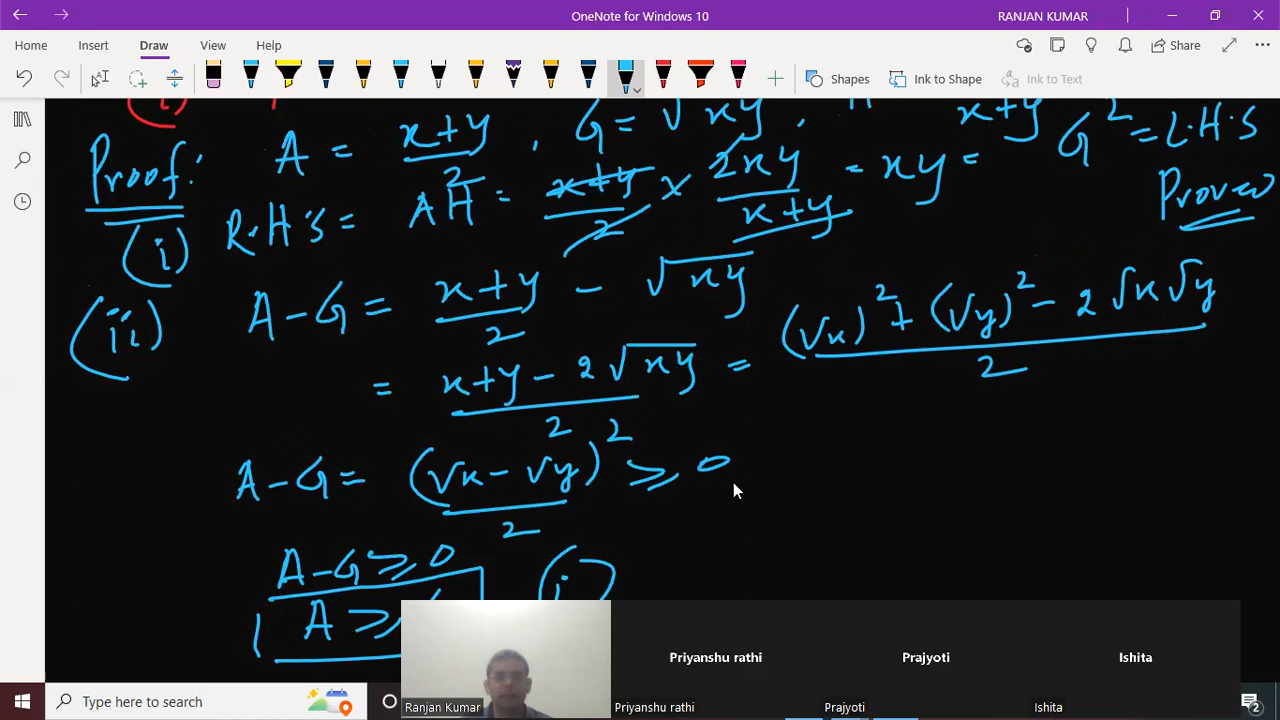 OneNote for Windows 10
RANJAN KUMAR
Home Insert Draw View Help
Share
Shapes Ink to Shape Ink to Text
(i)
Proof: A = x+y/2 , G = √xy , H x+y G² = L.H.S
(i) R.H.S = AH = x+y/2 × 2xy/x+y = xy = Proved
(ii) A-G = x+y/2 - √xy
= x+y-2√xy/2 = (√x)²+(√y)²-2√x√y/2
A-G = (√x-√y)²/2 ⩾ 0
A-G ⩾ 0
A ⩾
Priyanshu rathi
Prajyoti
Ishita
Ranjan Kumar
Priyanshu rathi
Prajyoti
Ishita
Type here to search
2